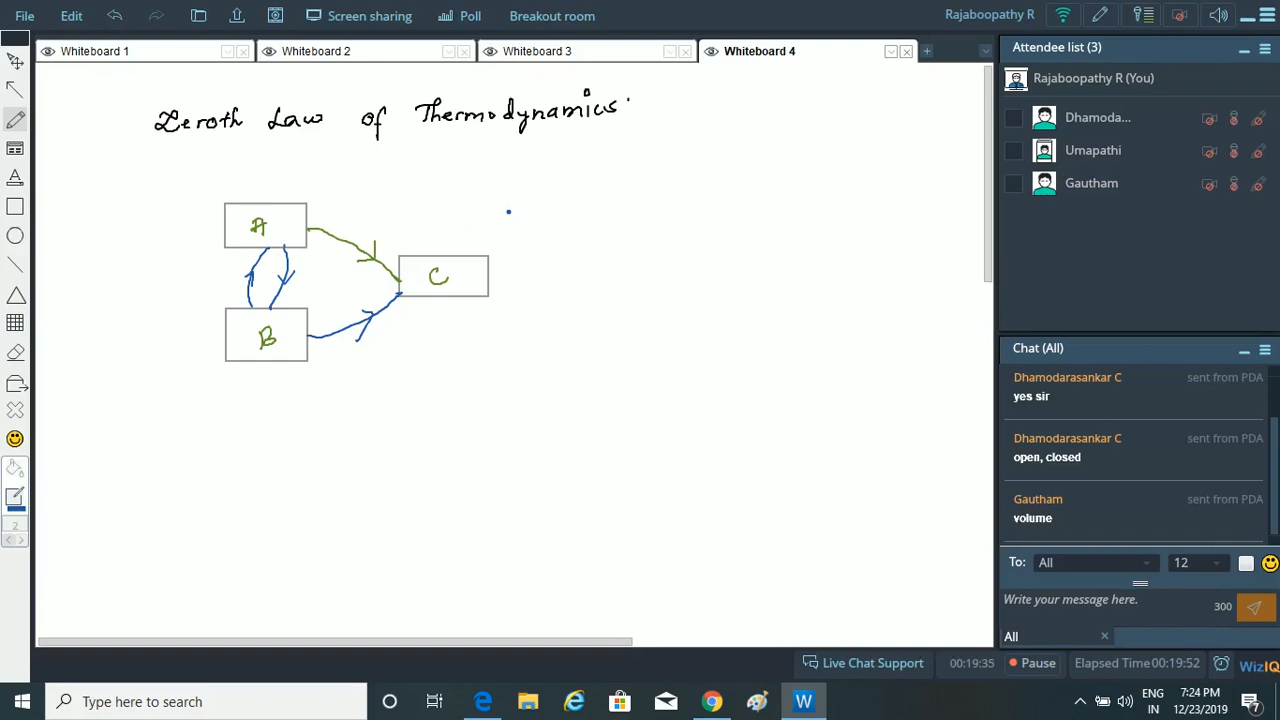 File Edit Screen sharing Poll Breakout room Rajaboopathy R
Whiteboard 1 Whiteboard 2 Whiteboard 3 Whiteboard 4
Attendee list (3)
Rajaboopathy R (You)
Dhamoda...
Umapathi
Gautham
Zeroth Law of Thermodynamics
A
C
B
Chat (All)
Dhamodarasankar C sent from PDA
yes sir
Dhamodarasankar C sent from PDA
open, closed
Gautham sent from PDA
volume
2
To: All 12
Write your message here. 300
All
Live Chat Support 00:19:35 Pause Elapsed Time 00:19:52 WizIQ
Type here to search
ENG 7:24 PM
IN 12/23/2019
7